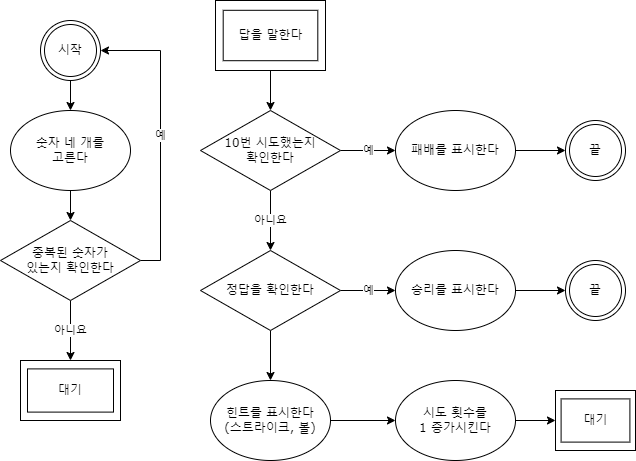 시작
숫자 네 개를
고른다
중복된 숫자가
있는지 확인한다
예
아니요
대기
답을 말한다
10번 시도했는지
확인한다
예
패배를 표시한다
끝
아니요
정답을 확인한다
예
승리를 표시한다
끝
힌트를 표시한다
(스트라이크, 볼)
시도 횟수를
1 증가시킨다
대기